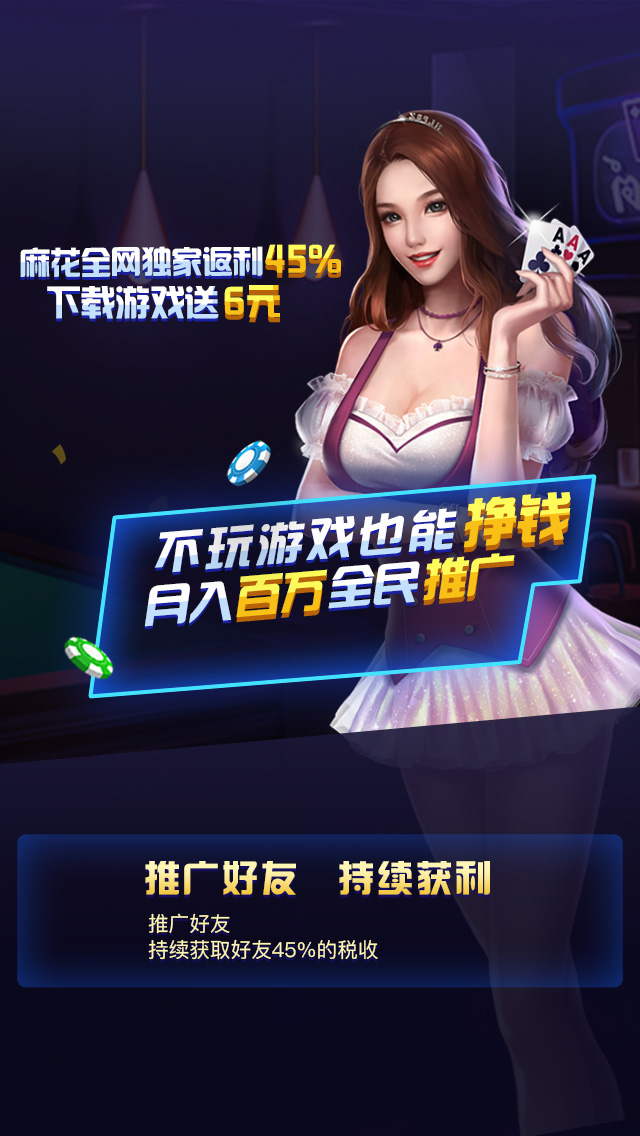 麻花全网独家返利45%
下载游戏送6元
不玩游戏也能挣钱
月入百万全民推广
推广好友 持续获利
推广好友
持续获取好友45%的税收
A
A
A